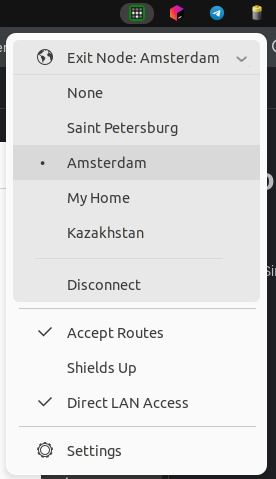 Exit Node: Amsterdam
None
Saint Petersburg
Amsterdam
My Home
Kazakhstan
Disconnect
Accept Routes
Shields Up
Direct LAN Access
Settings